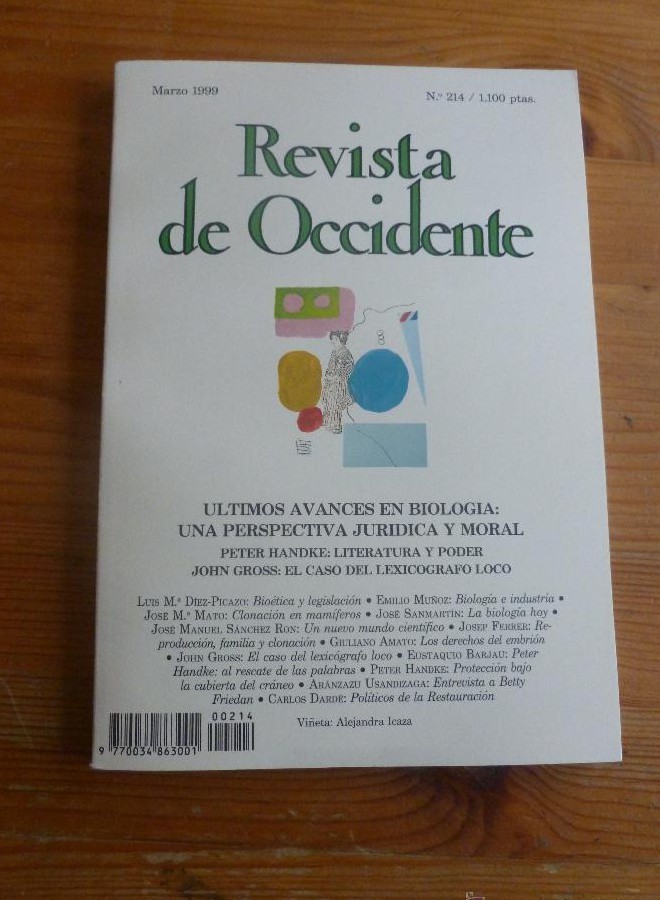 Marzo 1999
N.º 214 / 1.100 ptas.
Revista
de Occidente
ULTIMOS AVANCES EN BIOLOGIA:
UNA PERSPECTIVA JURIDICA Y MORAL
PETER HANDKE: LITERATURA Y PODER
JOHN GROSS: EL CASO DEL LEXICOGRAFO LOCO
LUIS M.ª DÍEZ-PICAZO: Bioética y legislación • EMILIO MUÑOZ: Biología e industria •
JOSÉ M.ª MATO: Clonación en mamíferos • JOSÉ SANMARTIN: La biología hoy •
JOSÉ MANUEL SANCHEZ RON: Un nuevo mundo científico • JOSEP FERRER: Re-
producción, familia y clonación • GIULIANO AMATO: Los derechos del embrión
• JOHN GROSS: El caso del lexicógrafo loco • EUSTAQUIO BARJAU: Peter
Handke: al rescate de las palabras • PETER HANDKE: Protección bajo
la cubierta del cráneo • ARÁNZAZU USANDIZAGA: Entrevista a Betty
Friedan • CARLOS DARDÉ: Políticos de la Restauración
Viñeta: Alejandra Icaza
00214
9 770034 863001